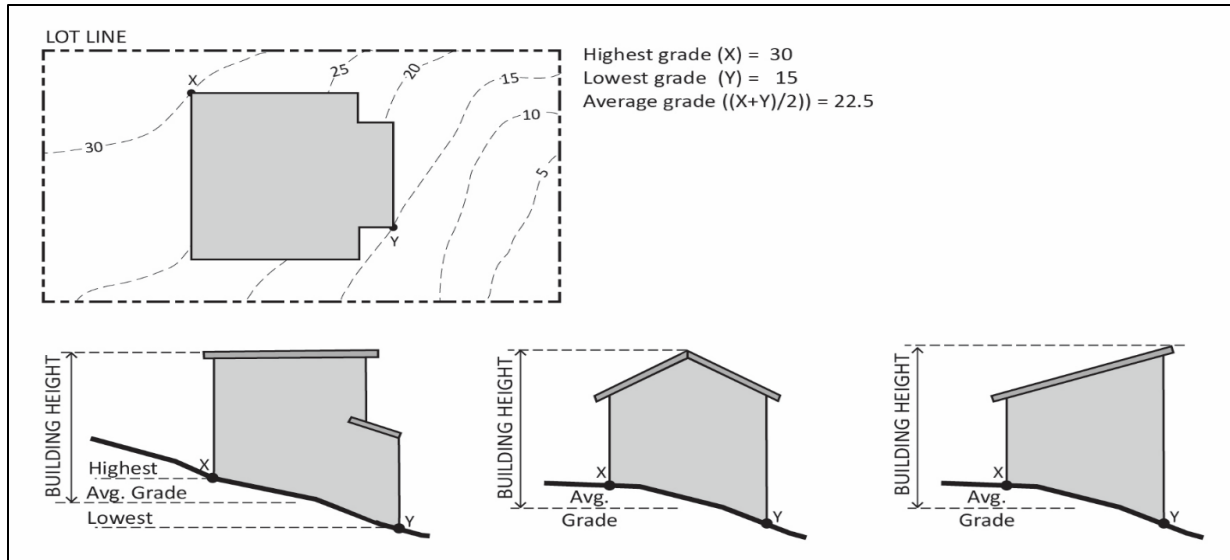 LOT LINE
Highest grade (X) = 30
Lowest grade (Y) = 15
Average grade ((X+Y)/2)) = 22.5
X
25
20
15
10
30
5
Y
BUILDING HEIGHT
X
Highest
Avg. Grade
Lowest
Y
BUILDING HEIGHT
X
Avg.
Grade
Y
BUILDING HEIGHT
X
Avg.
Grade
Y